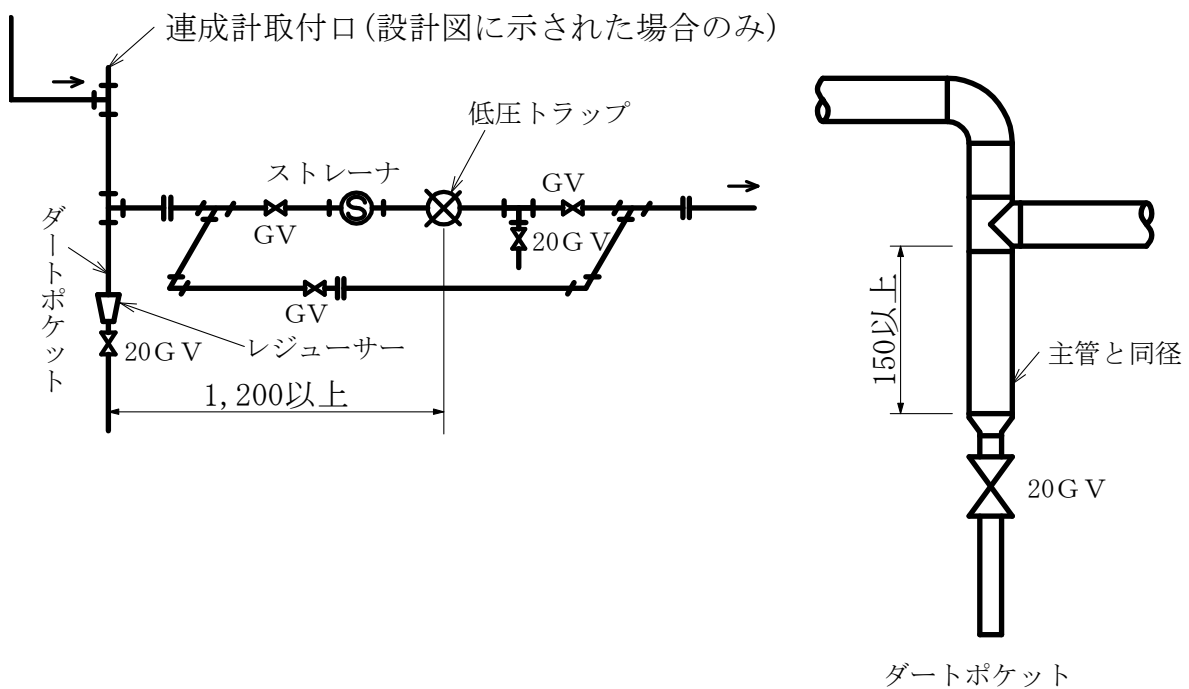 連成計取付口(設計図に示された場合のみ)
低圧トラップ
ストレーナ
GV
GV
20GV
GV
ダートポケット
レジューサー
20GV
1,200以上
150以上
主管と同径
20GV
ダートポケット